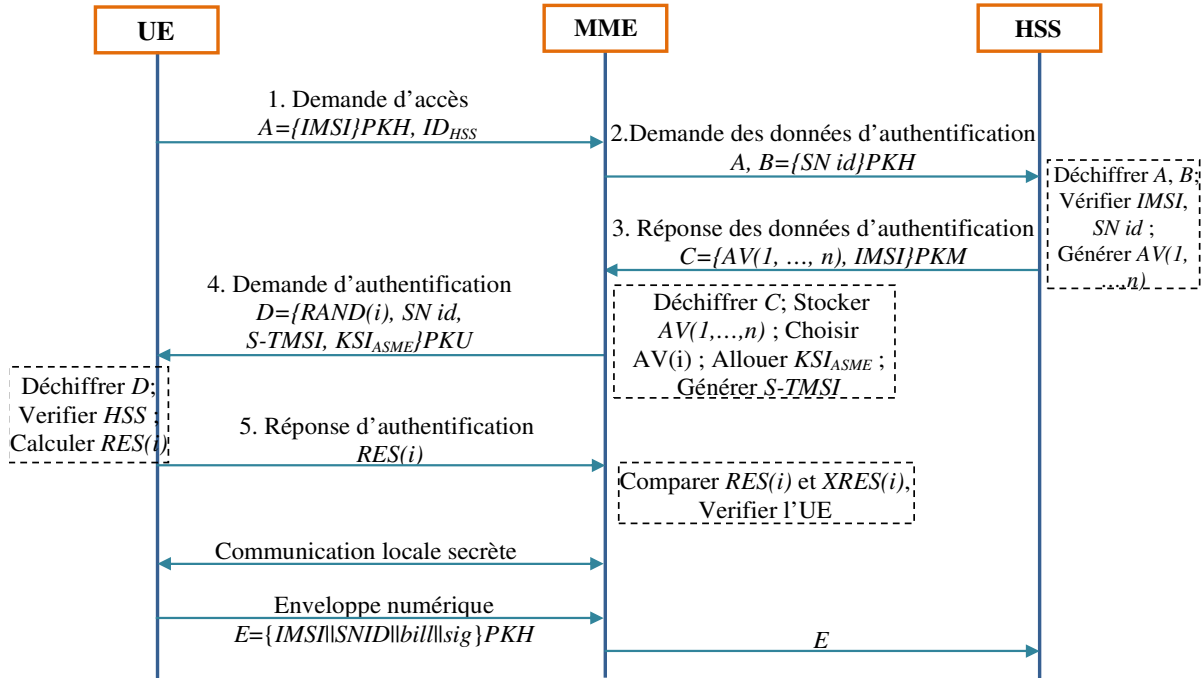 UE
MME
HSS
1. Demande d'accès
A={IMSI}PKH, ID_HSS
2.Demande des données d'authentification
A, B={SN id}PKH
Déchiffrer A, B;
Vérifier IMSI,
SN id ;
Générer AV(1,
…,n)
3. Réponse des données d'authentification
C={AV(1, …, n), IMSI}PKM
4. Demande d'authentification
D={RAND(i), SN id,
S-TMSI, KSI_ASME}PKU
Déchiffrer C; Stocker
AV(1,…,n) ; Choisir
AV(i) ; Allouer KSI_ASME ;
Générer S-TMSI
Déchiffrer D;
Verifier HSS ;
Calculer RES(i)
5. Réponse d'authentification
RES(i)
Comparer RES(i) et XRES(i),
Verifier l'UE
Communication locale secrète
Enveloppe numérique
E={IMSI||SNID||bill||sig}PKH
E